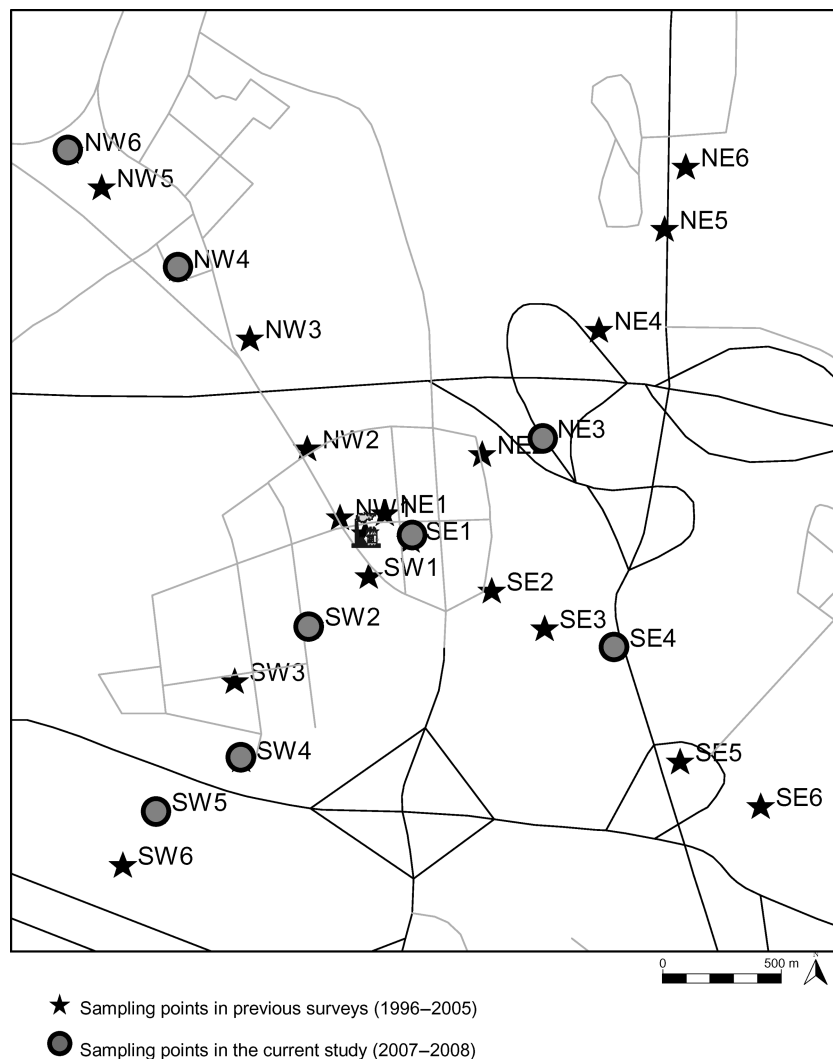 NW6
NW5
NE6
NE5
NW4
NW3
NE4
NW2
NE3
NE2
NW1
NE1
SE1
SW1
SE2
SW2
SE3
SE4
SW3
SW4
SE5
SW5
SE6
SW6
0 500 m
N
Sampling points in previous surveys (1996–2005)
Sampling points in the current study (2007–2008)